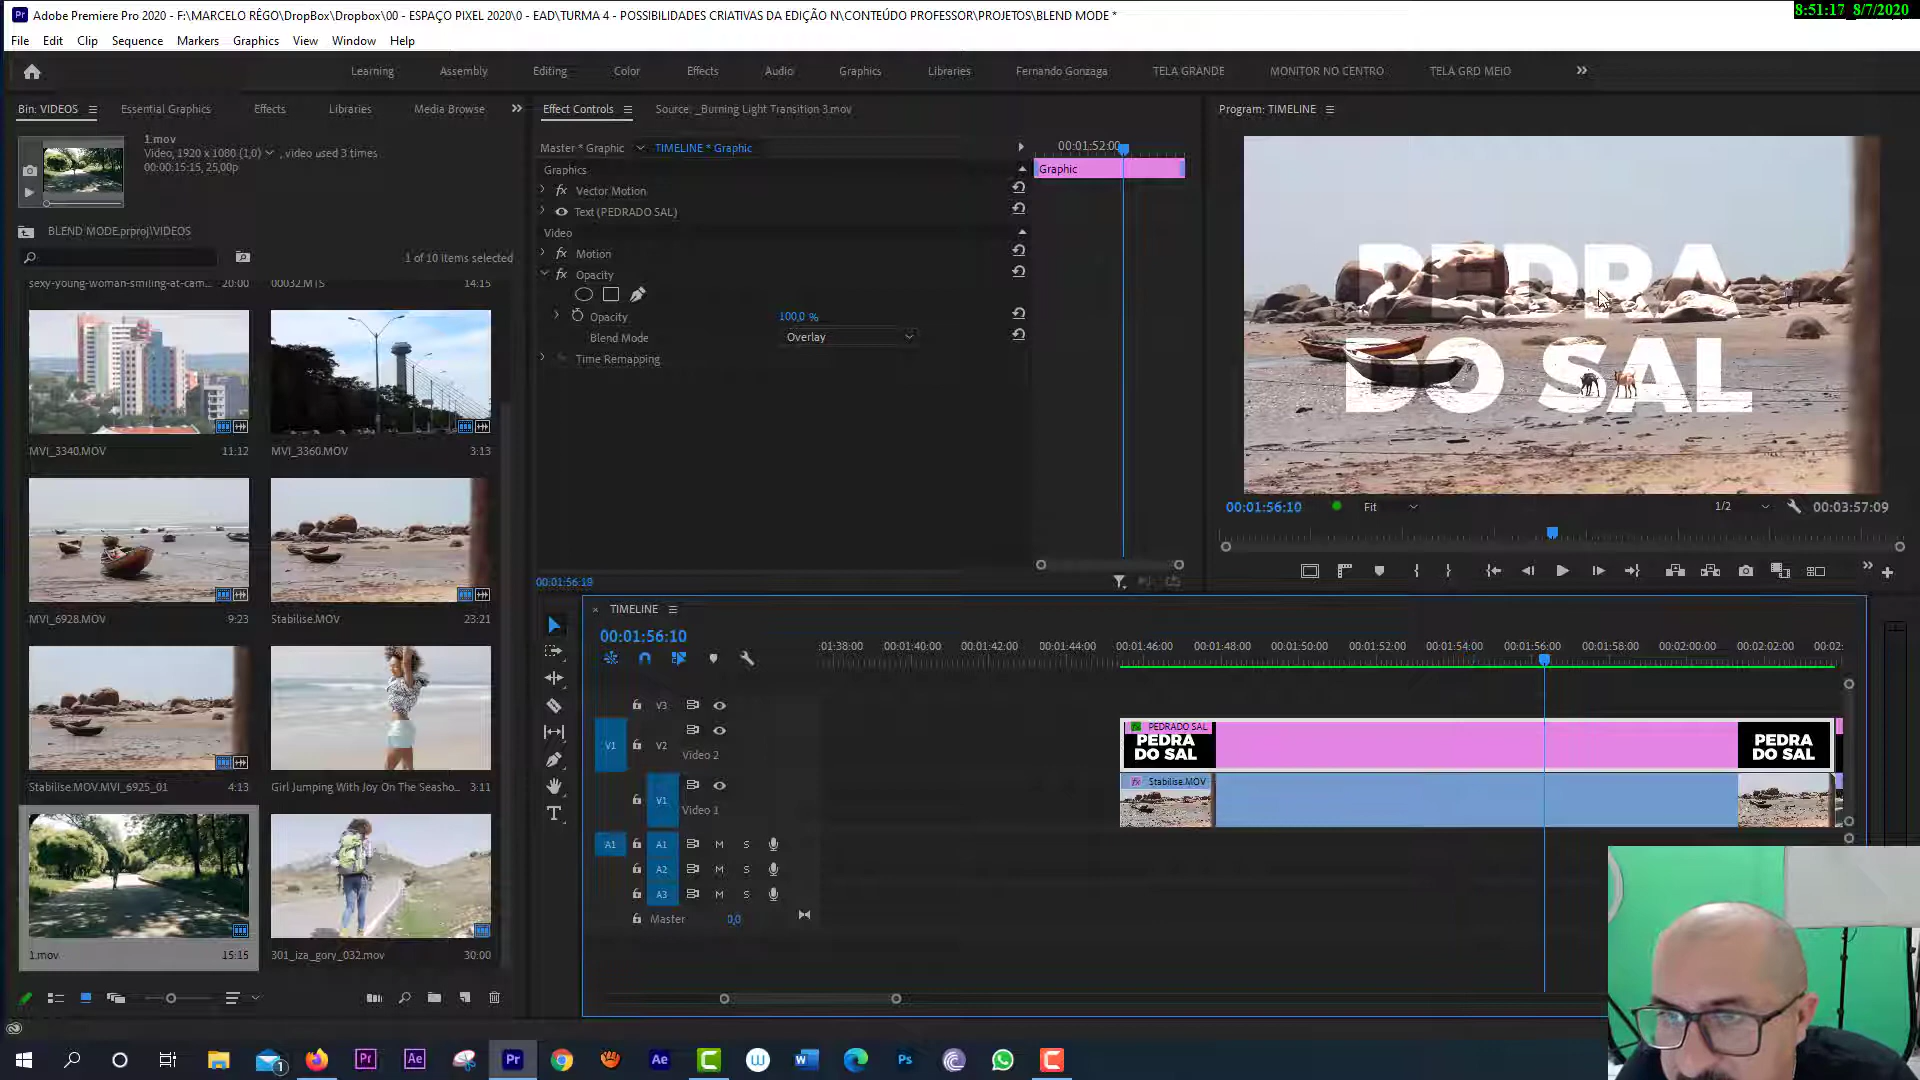 Adobe Premiere Pro 2020 - F:\MARCELO RÊGO\DropBox\Dropbox\00 - ESPAÇO PIXEL 2020\0 - EAD\TURMA 4 - POSSIBILIDADES CRIATIVAS DA EDIÇÃO N\CONTEÚDO PROFESSOR\PROJETOS\BLEND MODE *
8:51:17 8/7/2020
File Edit Clip Sequence Markers Graphics View Window Help
Learning Assembly Editing Color Effects Audio Graphics Libraries Fernando Gonzaga TELA GRANDE MONITOR NO CENTRO TELA GRD MEIO
Bin: VIDEOS Essential Graphics Effects Libraries Media Browse
Effect Controls Source: _Burning Light Transition 3.mov
Program: TIMELINE
1.mov
Video, 1920 x 1080 (1,0) , video used 3 times
00:00:15:15, 25,00p
BLEND MODE.prproj\VIDEOS
1 of 10 items selected
sexy-young-woman-smiling-at-cam... 20:00
00032.MTS 14:15
MVI_3340.MOV 11:12
MVI_3360.MOV 3:13
MVI_6928.MOV 9:23
Stabilise.MOV 23:21
Stabilise.MOV.MVI_6925_01 4:13
Girl Jumping With Joy On The Seasho... 3:11
1.mov 15:15
301_iza_gory_032.mov 30:00
Master * Graphic TIMELINE * Graphic
00:01:52:00
Graphics
Graphic
fx Vector Motion
Text (PEDRADO SAL)
Video
fx Motion
fx Opacity
Opacity 100,0 %
Blend Mode Overlay
Time Remapping
00:01:56:19
PEDRA
DO SAL
00:01:56:10 Fit 1/2 00:03:57:09
TIMELINE
00:01:56:10
:01:38:00 00:01:40:00 00:01:42:00 00:01:44:00 00:01:46:00 00:01:48:00 00:01:50:00 00:01:52:00 00:01:54:00 00:01:56:00 00:01:58:00 00:02:00:00 00:02:02:00 00:02:
V3
V1 V2
Video 2
PEDRADO SAL
PEDRA
DO SAL
PEDRA
DO SAL
V1
Video 1
fx Stabilise.MOV
A1 A1 M S
A2 M S
A3 M S
Master 0,0
1 Pr Ae Pr Ae W Ps